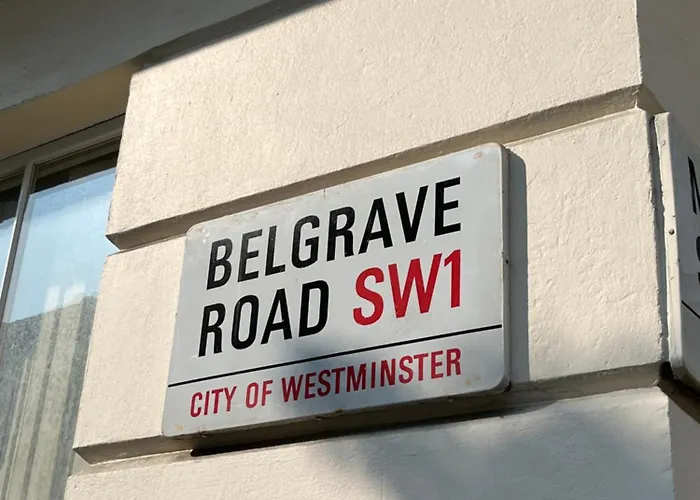 BELGRAVE
ROAD SW1
CITY OF WESTMINSTER